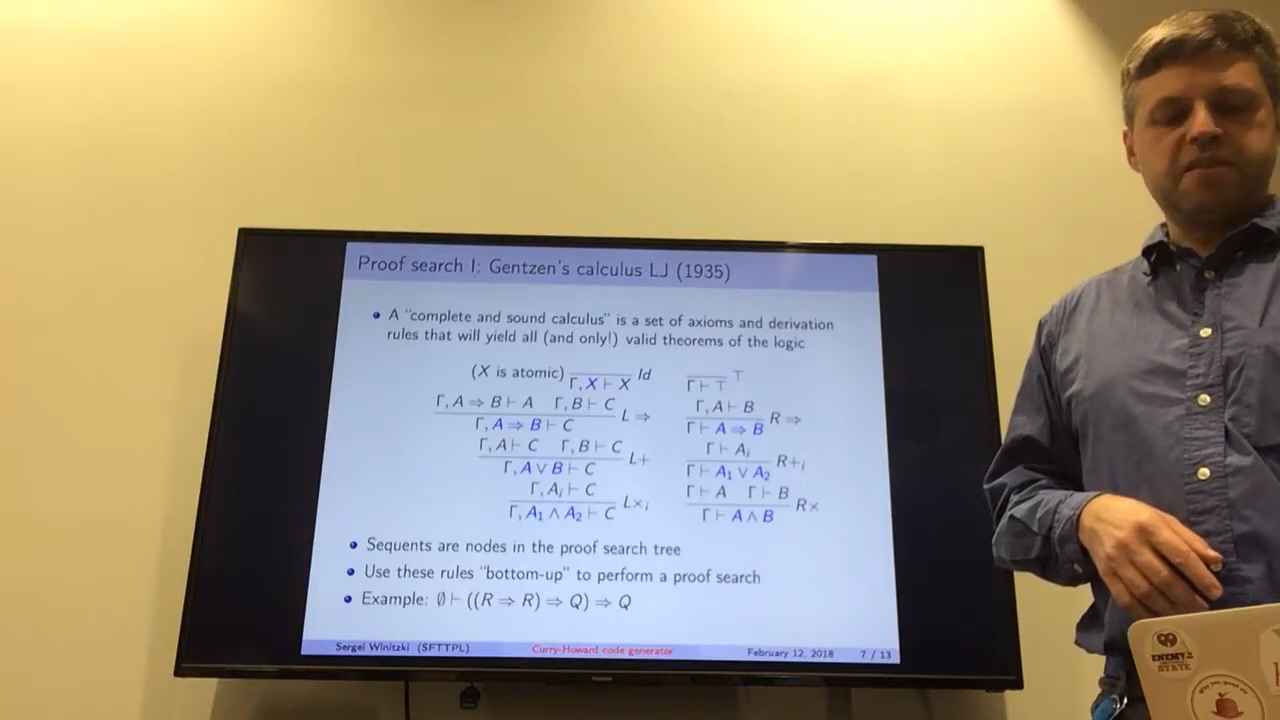 Proof search I: Gentzen's calculus LJ (1935)
A "complete and sound calculus" is a set of axioms and derivation
rules that will yield all (and only!) valid theorems of the logic
(X is atomic) Γ, X ⊢ X Id Γ ⊢ ⊤ ⊤
Γ, A ⇒ B ⊢ A Γ, B ⊢ C
Γ, A ⇒ B ⊢ C L ⇒
Γ, A ⊢ B
Γ ⊢ A ⇒ B R ⇒
Γ, A ⊢ C Γ, B ⊢ C
Γ, A ∨ B ⊢ C L+
Γ ⊢ Aᵢ
Γ ⊢ A₁ ∨ A₂ R+ᵢ
Γ, Aᵢ ⊢ C
Γ, A₁ ∧ A₂ ⊢ C L×ᵢ
Γ ⊢ A Γ ⊢ B
Γ ⊢ A ∧ B R×
Sequents are nodes in the proof search tree
Use these rules "bottom-up" to perform a proof search
Example: ∅ ⊢ ((R ⇒ R) ⇒ Q) ⇒ Q
Sergei Winitzki (SFTTPL) Curry-Howard code generator February 12, 2018 7 / 13
ENEMY
STATE